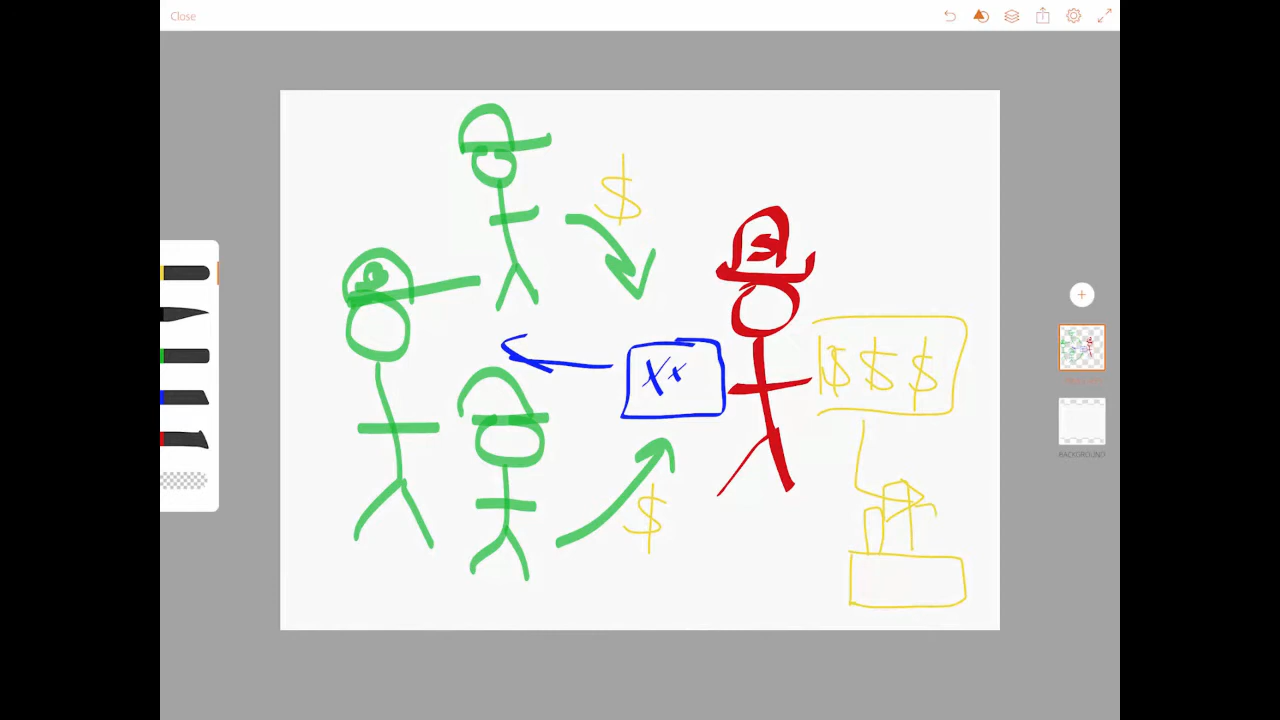 Close
$
$ $ $
Xx
$
BACKGROUND